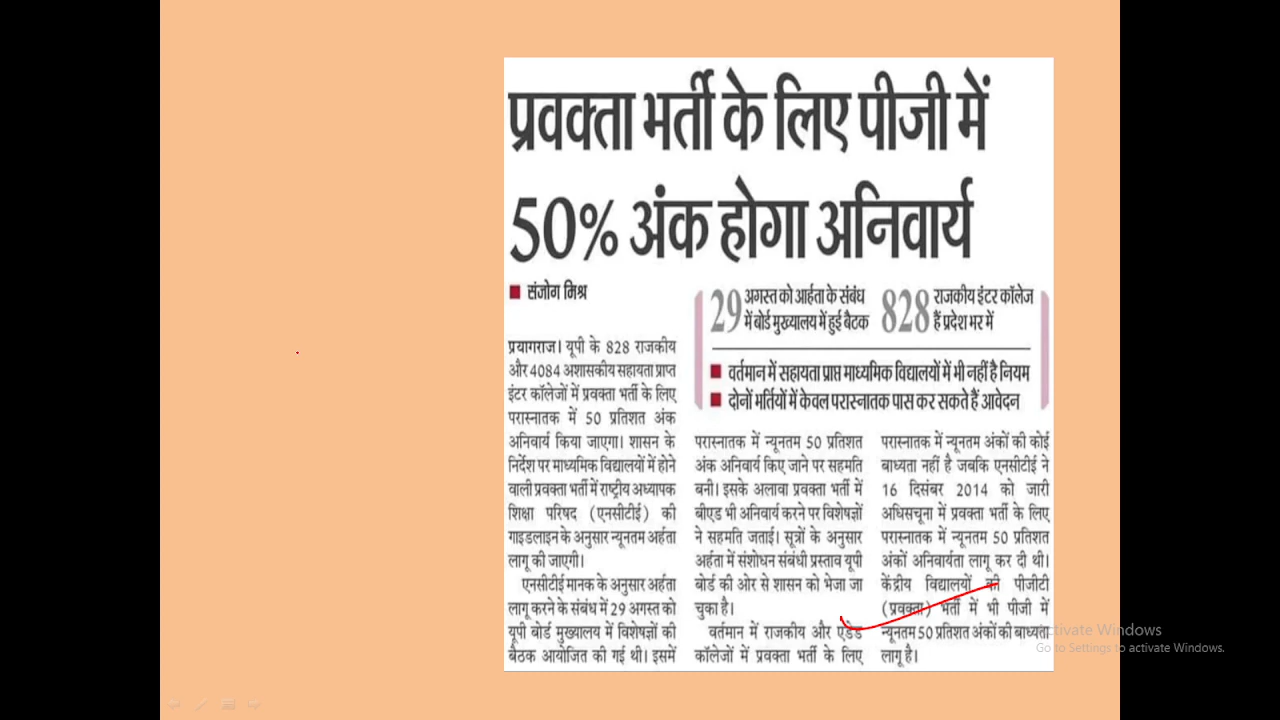 प्रवक्ता भर्ती के लिए पीजी में
50% अंक होगा अनिवार्य
संजोग मिश्र
29 अगस्त को आर्हता के संबंध
में बोर्ड मुख्यालय में हुई बैठक
828 राजकीय इंटर कॉलेज
हैं प्रदेश भर में
वर्तमान में सहायता प्राप्त माध्यमिक विद्यालयों में भी नहीं है नियम
दोनों भर्तियों में केवल परास्नातक पास कर सकते हैं आवेदन
प्रयागराज। यूपी के 828 राजकीय
और 4084 अशासकीय सहायता प्राप्त
इंटर कॉलेजों में प्रवक्ता भर्ती के लिए
परास्नातक में 50 प्रतिशत अंक
अनिवार्य किया जाएगा। शासन के
निर्देश पर माध्यमिक विद्यालयों में होने
वाली प्रवक्ता भर्ती में राष्ट्रीय अध्यापक
शिक्षा परिषद (एनसीटीई) की
गाइडलाइन के अनुसार न्यूनतम अर्हता
लागू की जाएगी।
एनसीटीई मानक के अनुसार अर्हता
लागू करने के संबंध में 29 अगस्त को
यूपी बोर्ड मुख्यालय में विशेषज्ञों की
बैठक आयोजित की गई थी। इसमें
परास्नातक में न्यूनतम 50 प्रतिशत
अंक अनिवार्य किए जाने पर सहमति
बनी। इसके अलावा प्रवक्ता भर्ती में
बीएड भी अनिवार्य करने पर विशेषज्ञों
ने सहमति जताई। सूत्रों के अनुसार
अर्हता में संशोधन संबंधी प्रस्ताव यूपी
बोर्ड की ओर से शासन को भेजा जा
चुका है।
वर्तमान में राजकीय और एडेड
कॉलेजों में प्रवक्ता भर्ती के लिए
परास्नातक में न्यूनतम अंकों की कोई
बाध्यता नहीं है जबकि एनसीटीई ने
16 दिसंबर 2014 को जारी
अधिसूचना में प्रवक्ता भर्ती के लिए
परास्नातक में न्यूनतम 50 प्रतिशत
अंकों अनिवार्यता लागू कर दी थी।
केंद्रीय विद्यालयों की पीजीटी
(प्रवक्ता) भर्ती में भी पीजी में
न्यूनतम 50 प्रतिशत अंकों की बाध्यता
लागू है।
Activate Windows
Go to Settings to activate Windows.